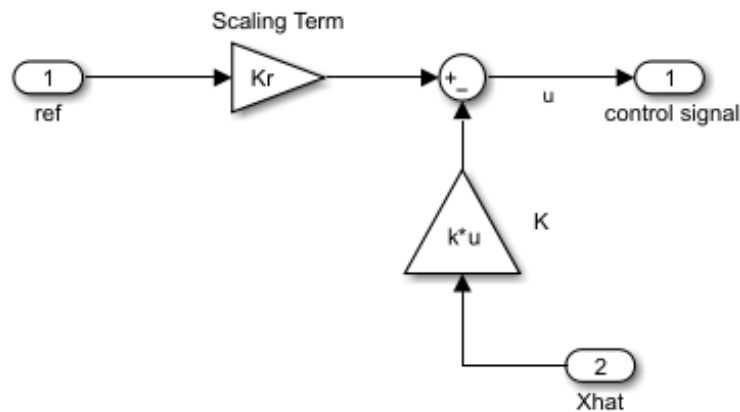 Scaling Term
1
Kr
+
_
1
ref
u
control signal
k*u
K
2
Xhat